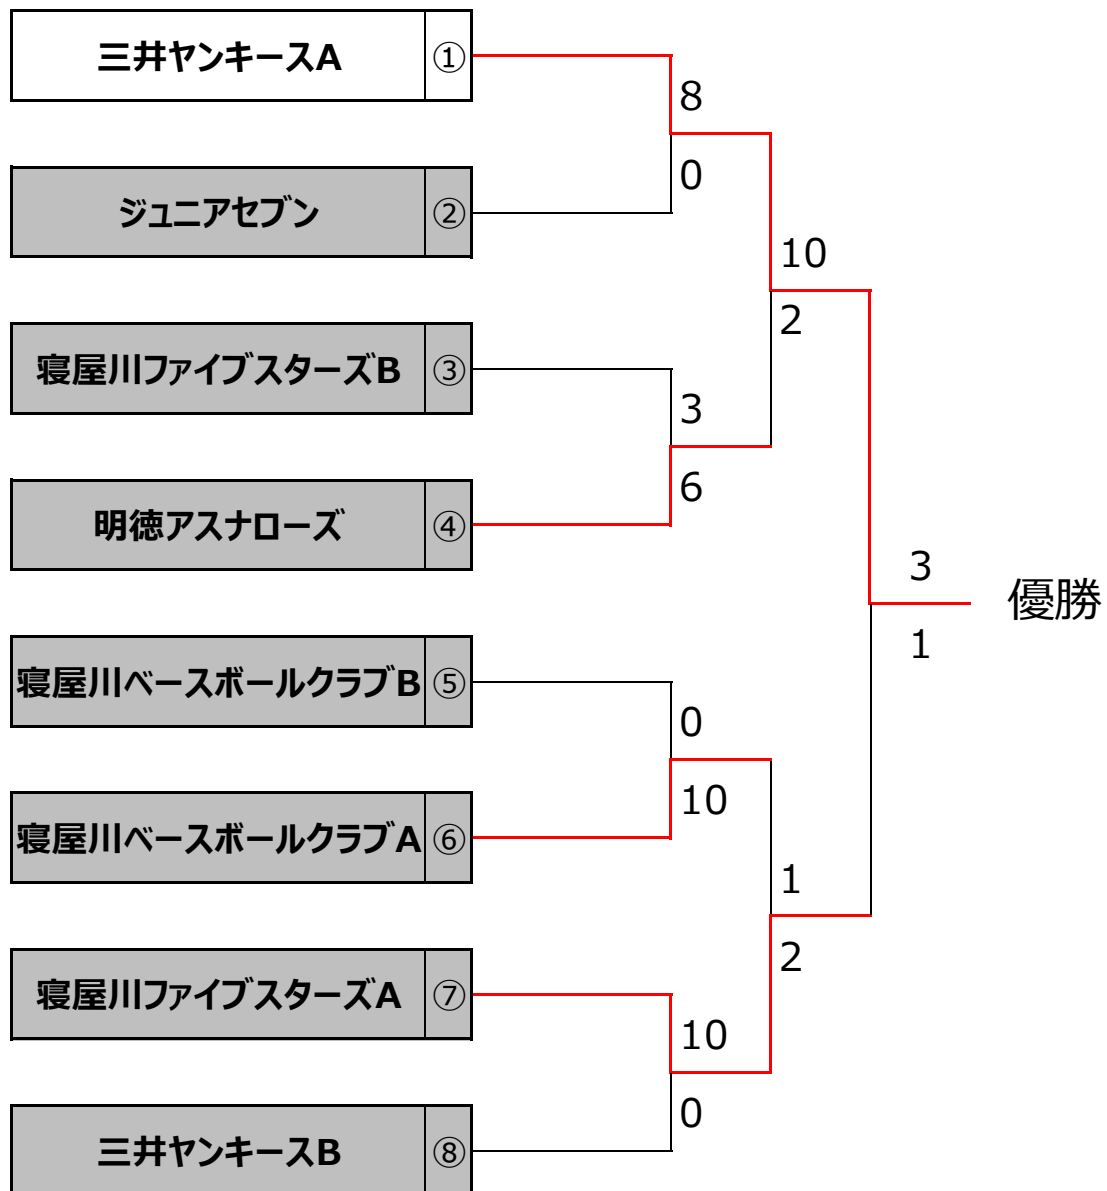 三井ヤンキースA ①
8
0
ジュニアセブン ②
10
2
寝屋川ファイブスターズB ③
3
6
明徳アスナローズ ④
3
優勝
1
寝屋川ベースボールクラブB ⑤
0
10
寝屋川ベースボールクラブA ⑥
1
2
寝屋川ファイブスターズA ⑦
10
0
三井ヤンキースB ⑧